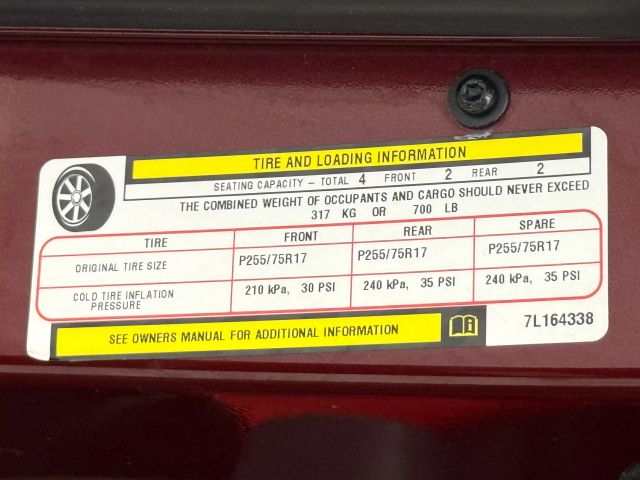 TIRE AND LOADING INFORMATION
SEATING CAPACITY - TOTAL 4 FRONT 2 REAR 2
THE COMBINED WEIGHT OF OCCUPANTS AND CARGO SHOULD NEVER EXCEED
317 KG OR 700 LB
TIRE FRONT REAR SPARE
ORIGINAL TIRE SIZE P255/75R17 P255/75R17 P255/75R17
COLD TIRE INFLATION PRESSURE 210 kPa, 30 PSI 240 kPa, 35 PSI 240 kPa, 35 PSI
SEE OWNERS MANUAL FOR ADDITIONAL INFORMATION
7L164338